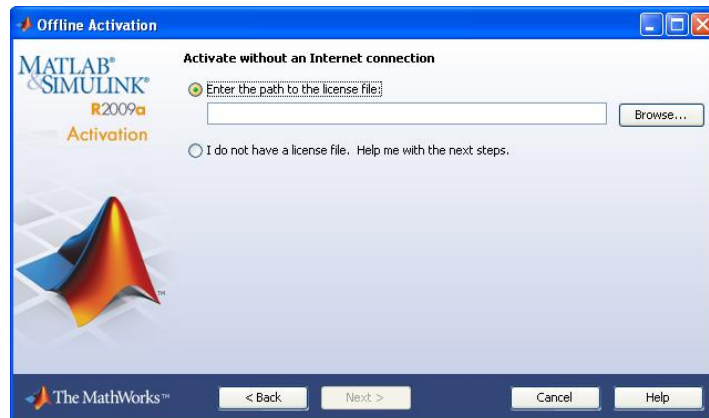 Offline Activation
MATLAB®
&SIMULINK®
R2009a
Activation
Activate without an Internet connection
Enter the path to the license file:
Browse...
I do not have a license file. Help me with the next steps.
TM
The MathWorks™
< Back
Next >
Cancel
Help